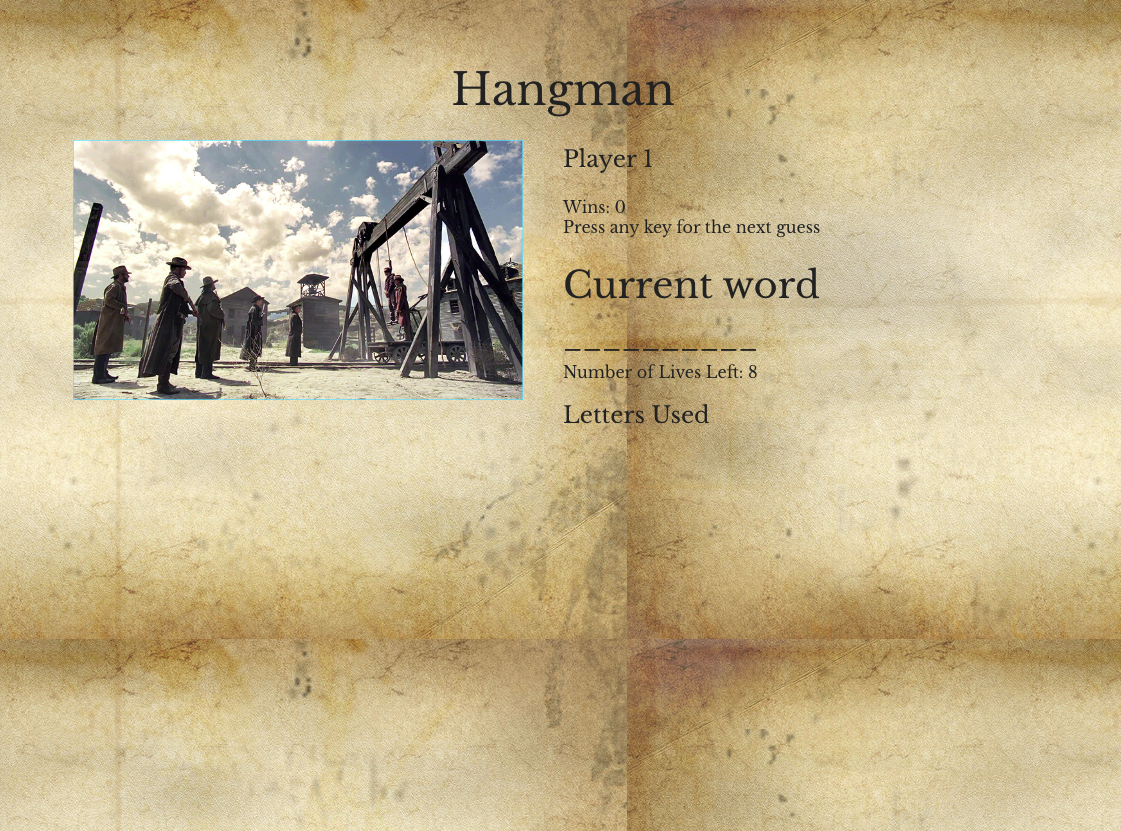 Hangman
Player 1
Wins: 0
Press any key for the next guess
Current word
__________
Number of Lives Left: 8
Letters Used